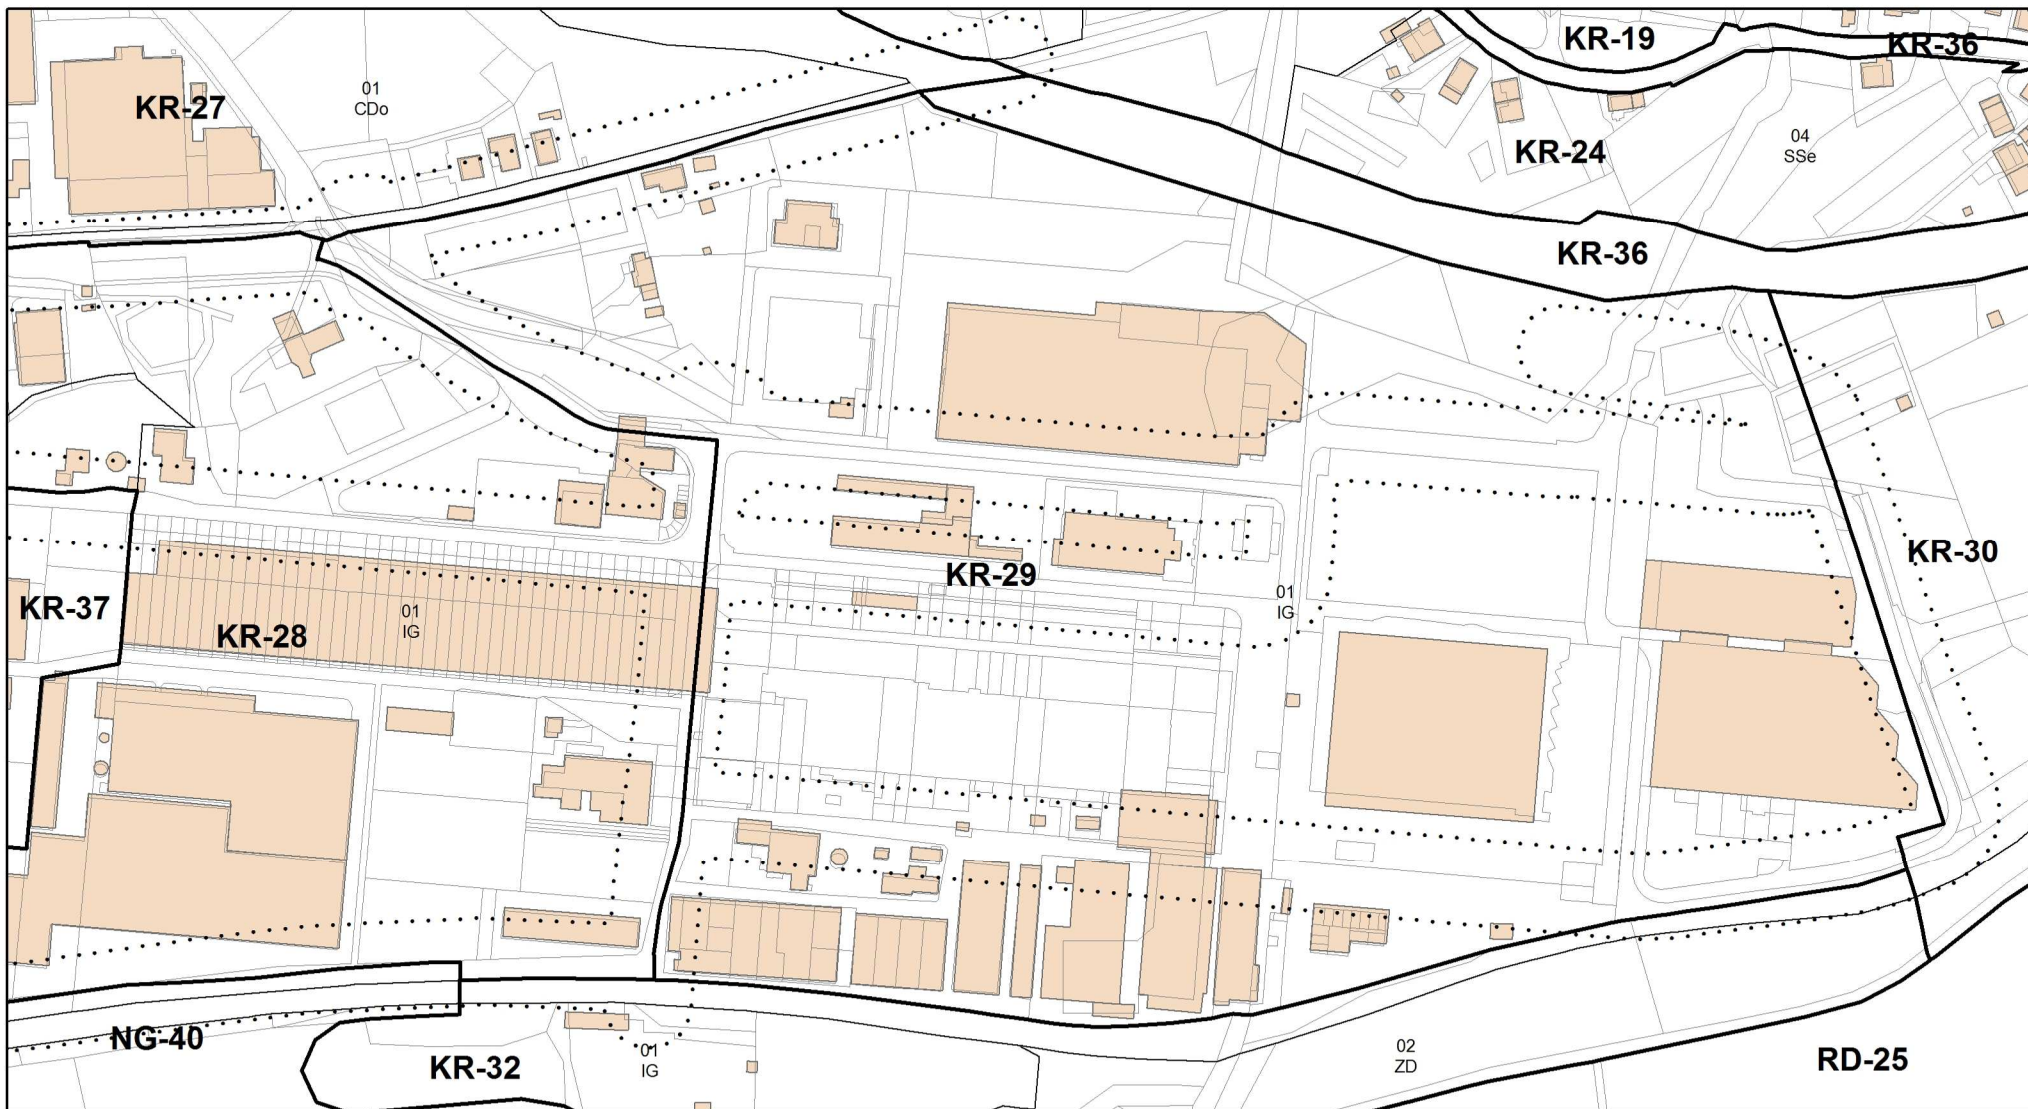 KR-19
KR-36
01
CDo
KR-27
KR-24
04
SSe
KR-36
KR-30
KR-29
01
IG
KR-37
KR-28
01
IG
NG-40
KR-32
01
IG
02
ZD
RD-25